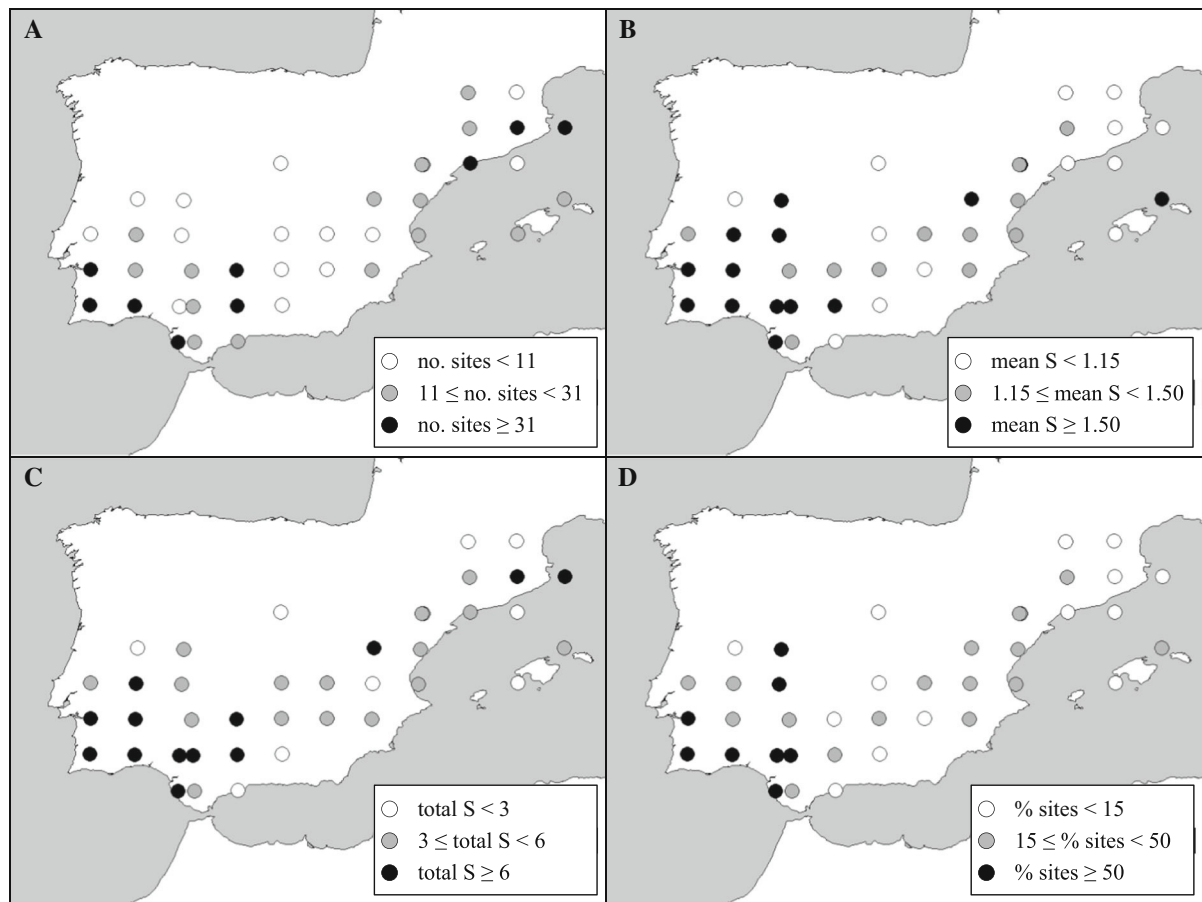 A
no. sites < 11
11 ≤ no. sites < 31
no. sites ≥ 31
B
mean S < 1.15
1.15 ≤ mean S < 1.50
mean S ≥ 1.50
C
total S < 3
3 ≤ total S < 6
total S ≥ 6
D
% sites < 15
15 ≤ % sites < 50
% sites ≥ 50